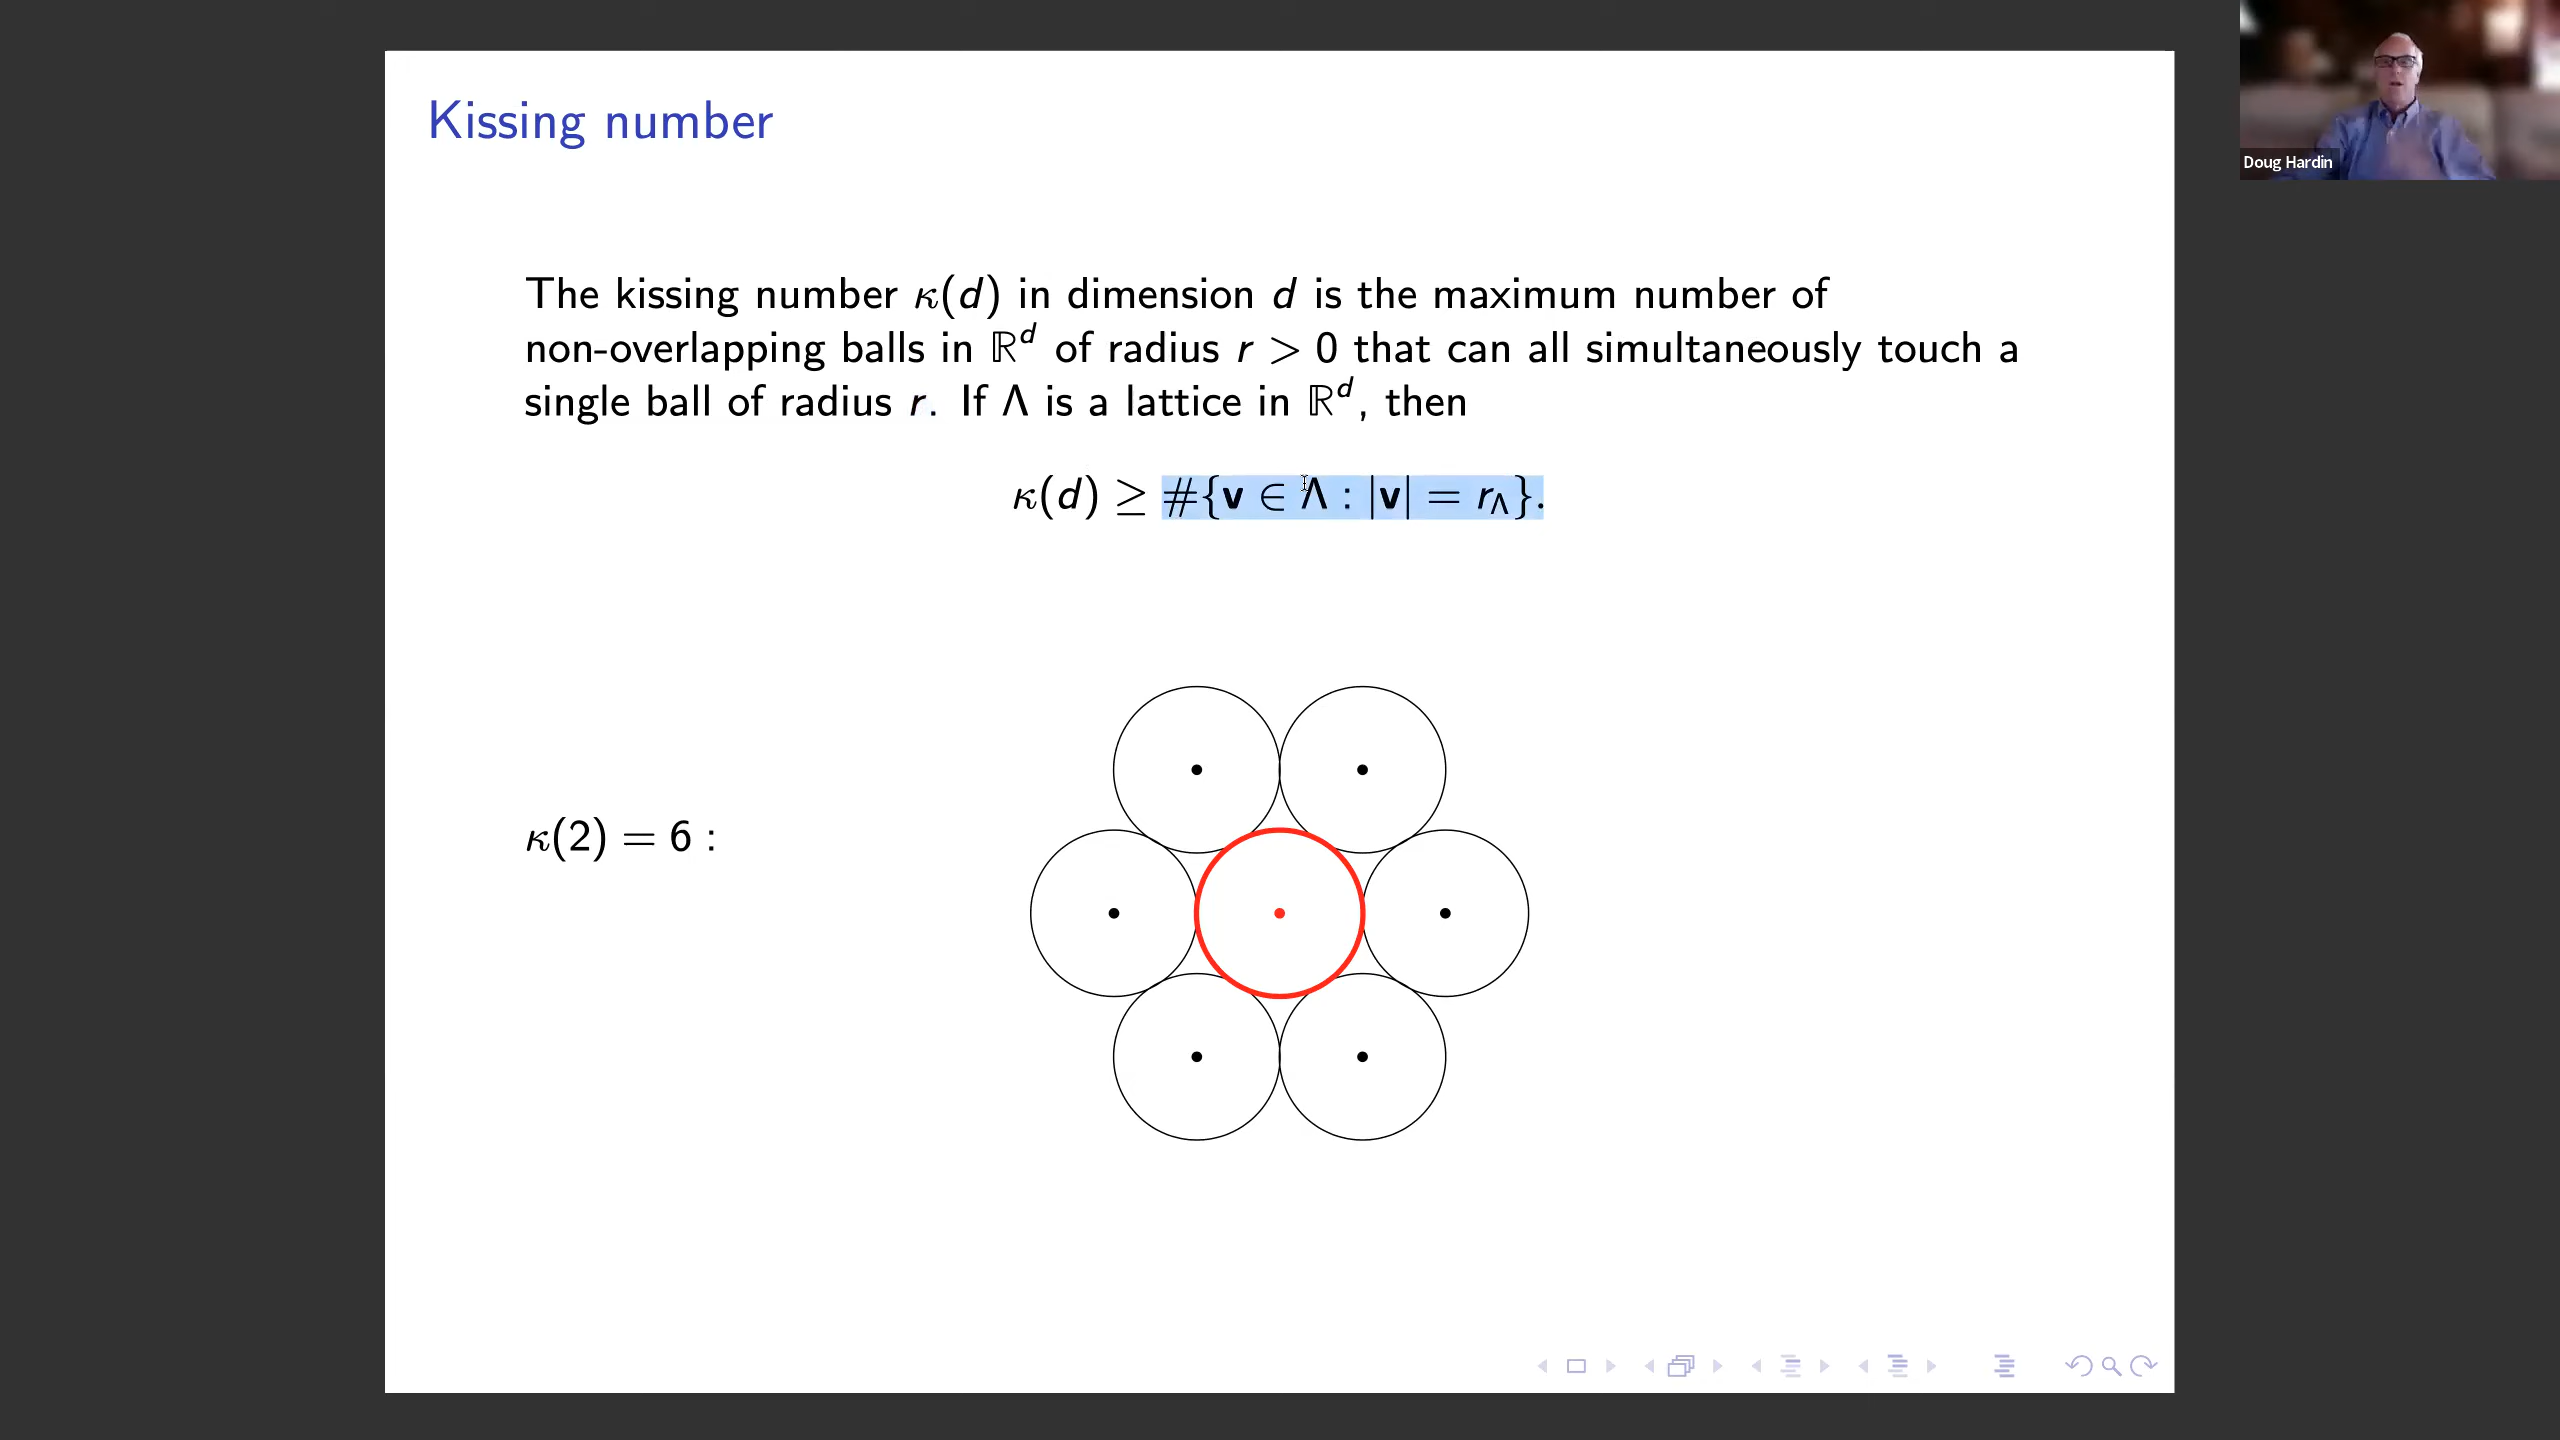 Kissing number
Doug Hardin
The kissing number κ(d) in dimension d is the maximum number of
non-overlapping balls in ℝ^d of radius r > 0 that can all simultaneously touch a
single ball of radius r. If Λ is a lattice in ℝ^d, then
κ(d) ≥ #{v ∈ Λ : |v| = r_Λ}.
κ(2) = 6 :